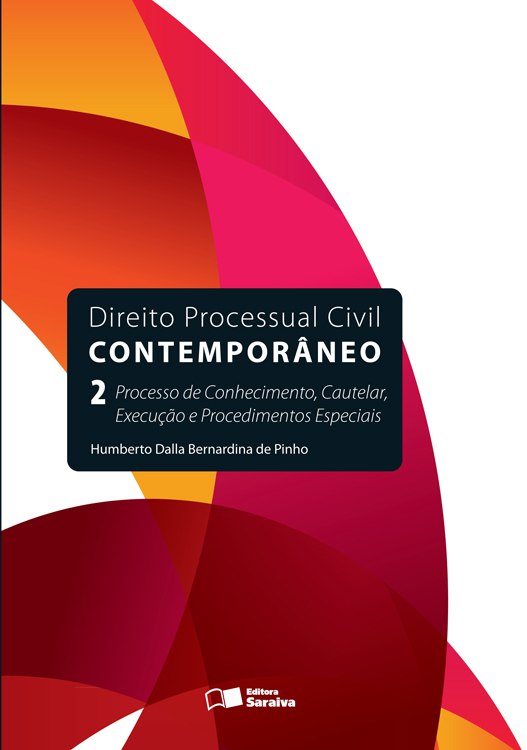 Direito Processual Civil
CONTEMPORÂNEO
2 Processo de Conhecimento, Cautelar,
Execução e Procedimentos Especiais
Humberto Dalla Bernardina de Pinho
Editora
Saraiva